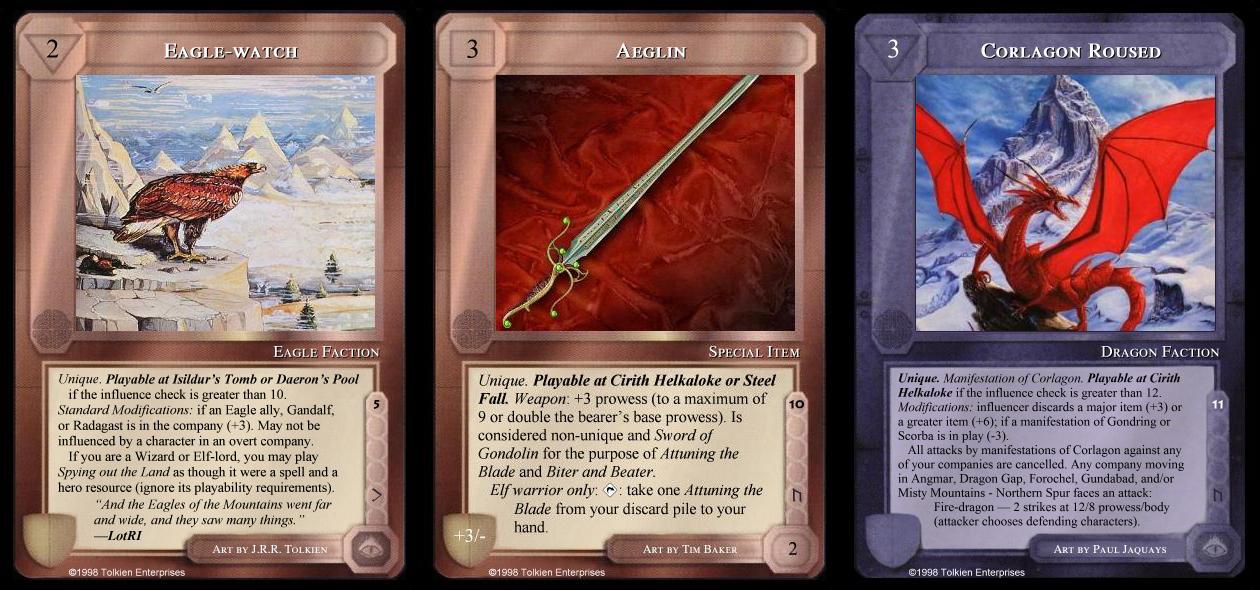 2
EAGLE-WATCH
EAGLE FACTION
Unique. Playable at Isildur's Tomb or Daeron's Pool
if the influence check is greater than 10.
Standard Modifications: if an Eagle ally, Gandalf,
or Radagast is in the company (+3). May not be
influenced by a character in an overt company.
If you are a Wizard or Elf-lord, you may play
Spying out the Land as though it were a spell and a
hero resource (ignore its playability requirements).
"And the Eagles of the Mountains went far
and wide, and they saw many things."
—LotRI
5
ART BY J.R.R. TOLKIEN
©1998 Tolkien Enterprises
3
AEGLIN
SPECIAL ITEM
Unique. Playable at Cirith Helkaloke or Steel
Fall. Weapon: +3 prowess (to a maximum of
9 or double the bearer's base prowess). Is
considered non-unique and Sword of
Gondolin for the purpose of Attuning the
Blade and Biter and Beater.
Elf warrior only: : take one Attuning the
Blade from your discard pile to your
hand.
10
+3/-
ART BY TIM BAKER
2
©1998 Tolkien Enterprises
3
CORLAGON ROUSED
DRAGON FACTION
Unique. Manifestation of Corlagon. Playable at Cirith
Helkaloke if the influence check is greater than 12.
Modifications: influencer discards a major item (+3) or
a greater item (+6); if a manifestation of Gondring or
Scorba is in play (-3).
All attacks by manifestations of Corlagon against any
of your companies are cancelled. Any company moving
in Angmar, Dragon Gap, Forochel, Gundabad, and/or
Misty Mountains - Northern Spur faces an attack:
Fire-dragon — 2 strikes at 12/8 prowess/body
(attacker chooses defending characters).
11
ART BY PAUL JAQUAYS
©1998 Tolkien Enterprises